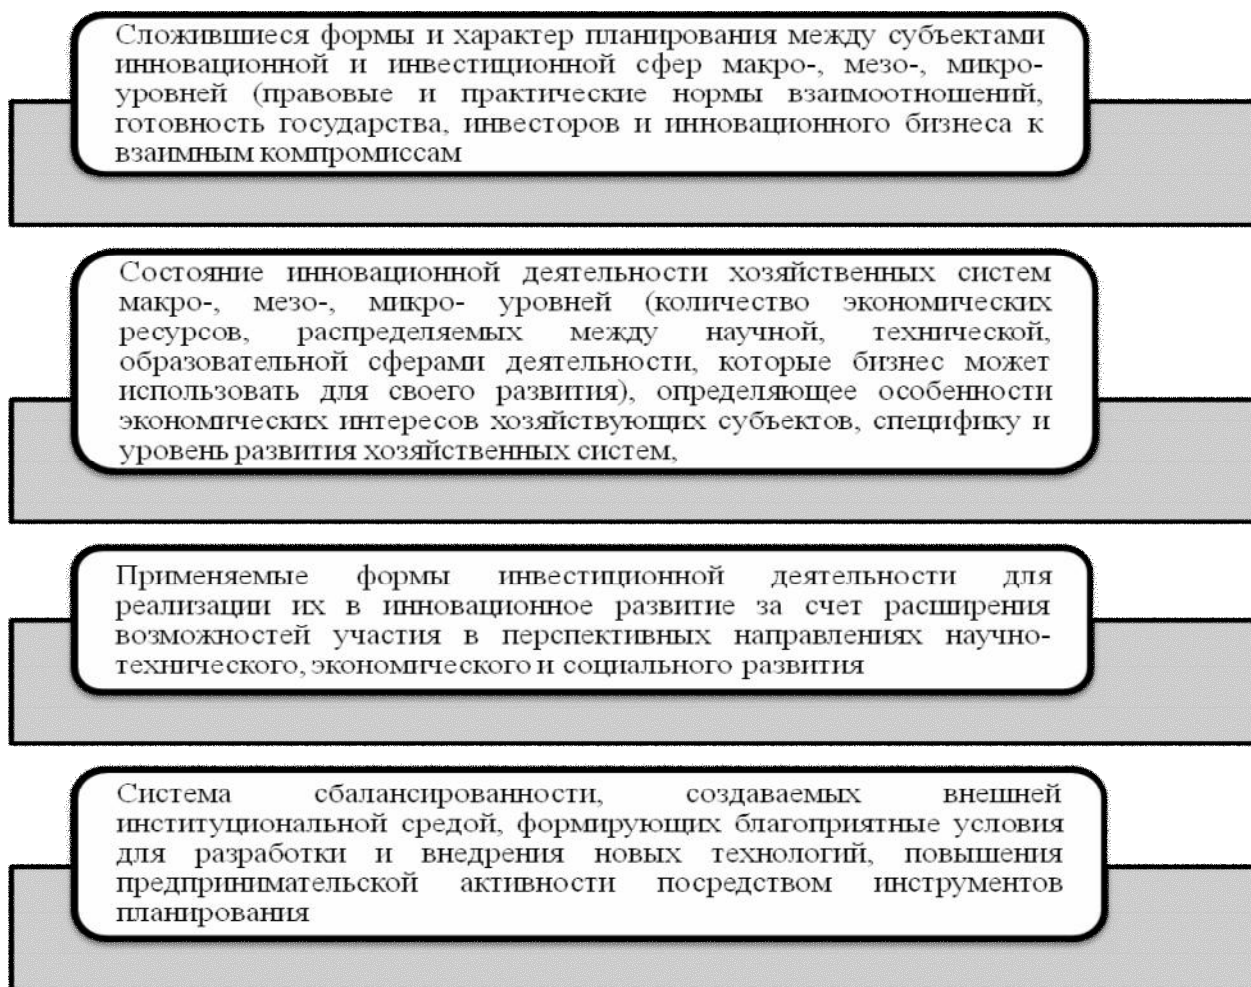 Сложившиеся формы и характер планирования между субъектами
инновационной и инвестиционной сфер макро-, мезо-, микро-
уровней (правовые и практические нормы взаимоотношений,
готовность государства, инвесторов и инновационного бизнеса к
взаимным компромиссам
Состояние инновационной деятельности хозяйственных систем
макро-, мезо-, микро- уровней (количество экономических
ресурсов, распределяемых между научной, технической,
образовательной сферами деятельности, которые бизнес может
использовать для своего развития), определяющее особенности
экономических интересов хозяйствующих субъектов, специфику и
уровень развития хозяйственных систем,
Применяемые формы инвестиционной деятельности для
реализации их в инновационное развитие за счет расширения
возможностей участия в перспективных направлениях научно-
технического, экономического и социального развития
Система сбалансированности, создаваемых внешней
институциональной средой, формирующих благоприятные условия
для разработки и внедрения новых технологий, повышения
предпринимательской активности посредством инструментов
планирования